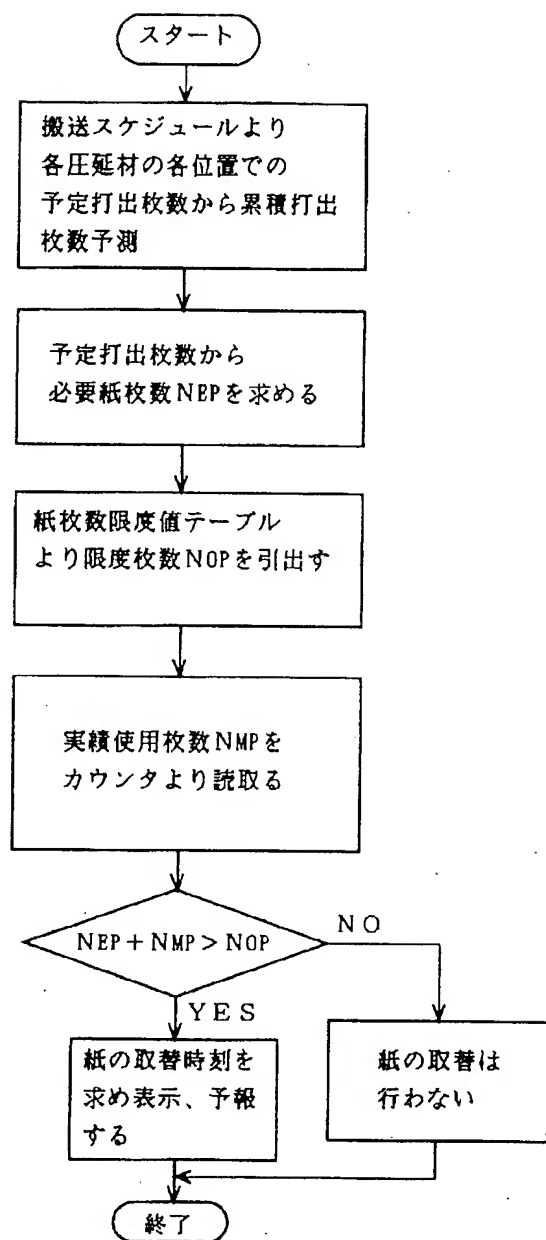 スタート
搬送スケジュールより
各圧延材の各位置での
予定打出枚数から累積打出
枚数予測
予定打出枚数から
必要紙枚数NEPを求める
紙枚数限度値テーブル
より限度枚数NOPを引出す
実績使用枚数NMPを
カウンタより読取る
NEP+NMP>NOP
NO
YES
紙の取替時刻を
求め表示、予報
する
紙の取替は
行わない
終了